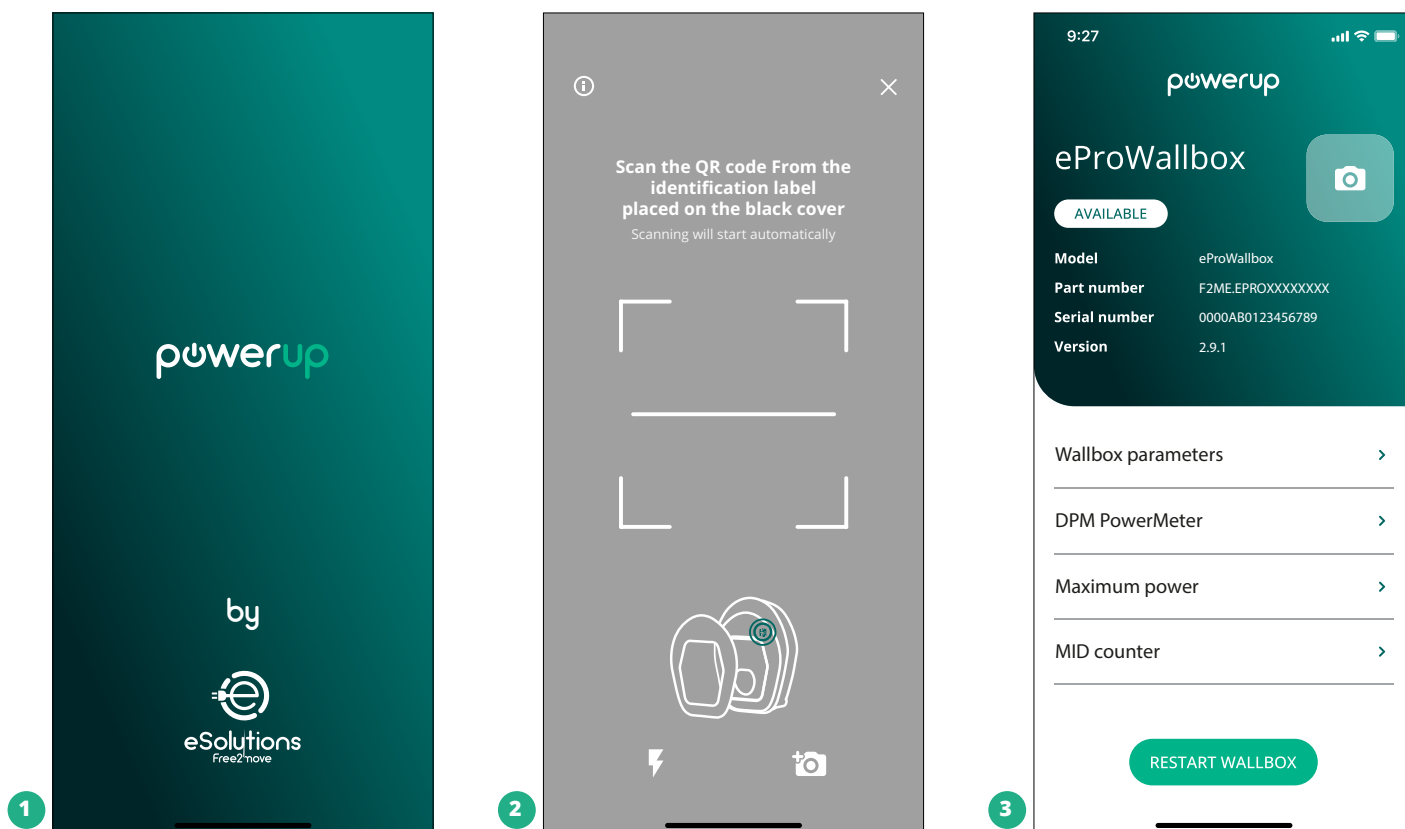 powerup
by
eSolutions
Free2move
1
Scan the QR code From the
identification label
placed on the black cover
Scanning will start automatically
2
9:27
powerup
eProWallbox
AVAILABLE
Model eProWallbox
Part number F2ME.EPROXXXXXXXX
Serial number 0000AB0123456789
Version 2.9.1
Wallbox parameters
DPM PowerMeter
Maximum power
MID counter
RESTART WALLBOX
3